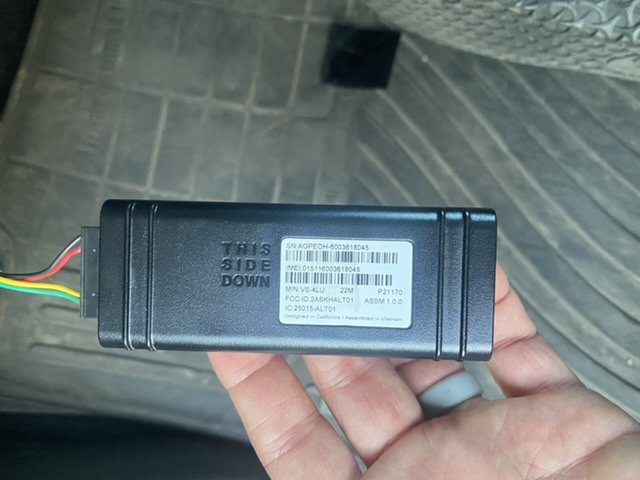 THIS
SIDE
DOWN
SN:AGPEOH-6003618045
IMEI:015116003618045
M/N:VS-4LU 22M P21170
FCC ID:2ASKHALT01 ASSM:1.0.0
IC:25015-ALT01
Designed in California / Assembled in Vietnam